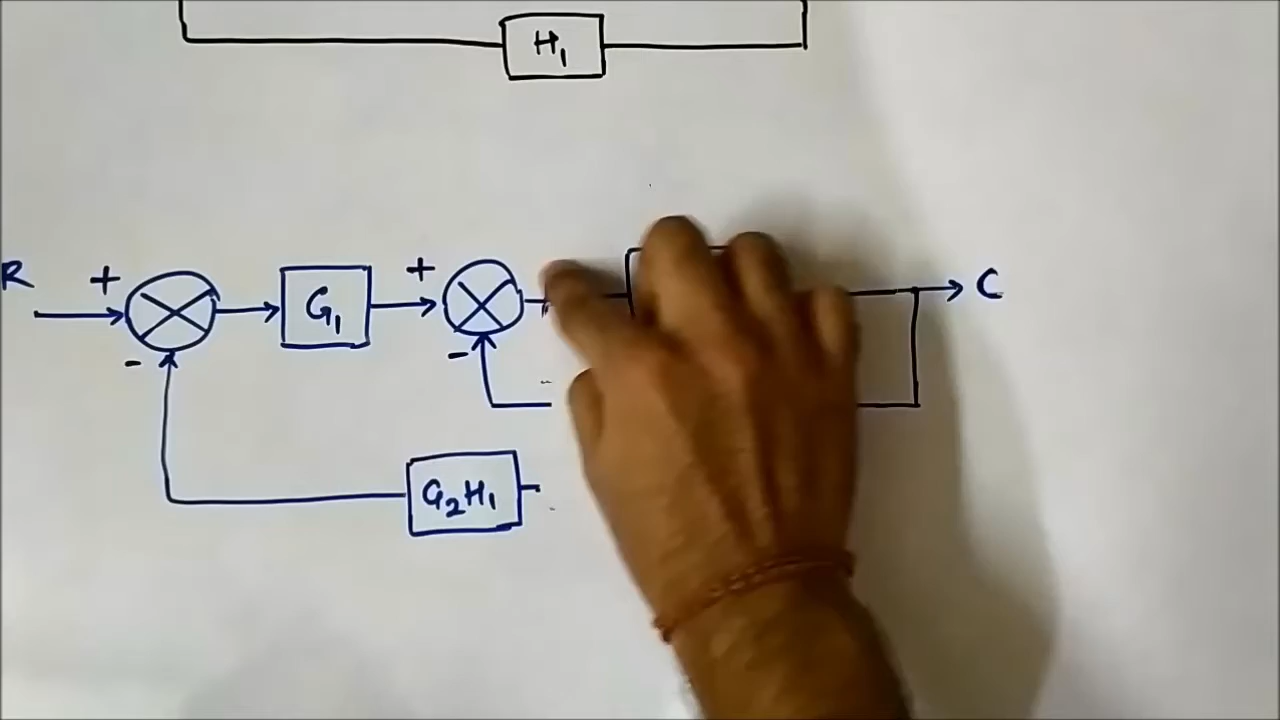 H₁
R + G₁ + C
- -
G₂H₁